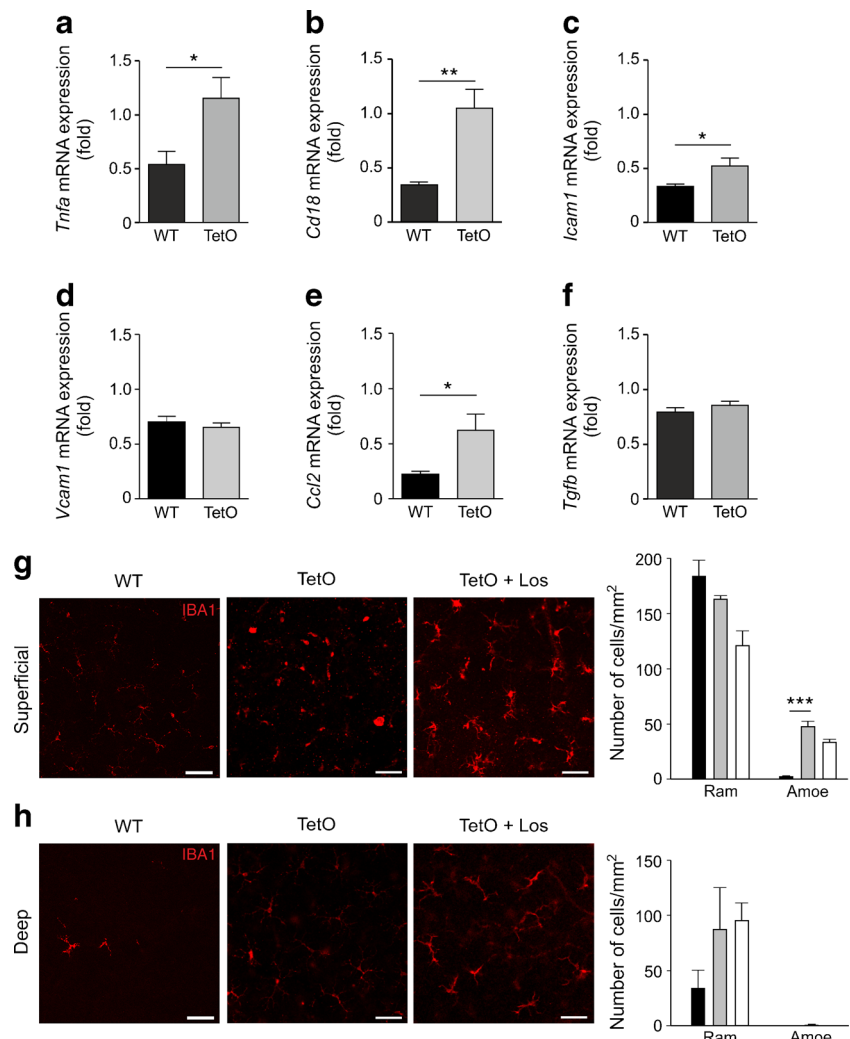 a
b
c
Tnfa mRNA expression
(fold)
1.5
1.0
0.5
0
*
WT
TetO
Cd18 mRNA expression
(fold)
1.5
1.0
0.5
0
**
WT
TetO
Icam1 mRNA expression
(fold)
1.5
1.0
0.5
0
*
WT
TetO
d
e
f
Vcam1 mRNA expression
(fold)
1.5
1.0
0.5
0
WT
TetO
Ccl2 mRNA expression
(fold)
1.5
1.0
0.5
0
*
WT
TetO
Tgfb mRNA expression
(fold)
1.5
1.0
0.5
0
WT
TetO
g
WT
TetO
TetO + Los
Superficial
IBA1
Number of cells/mm²
200
150
100
50
0
***
Ram
Amoe
h
WT
TetO
TetO + Los
Deep
IBA1
Number of cells/mm²
150
100
50
0
Ram
Amoe